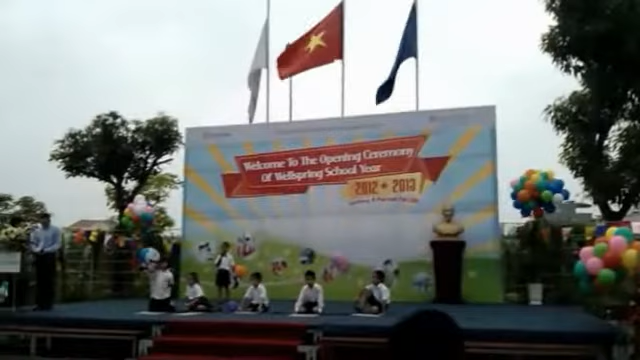 Welcome To The Opening Ceremony
Of Wellspring School Year
2012 - 2013